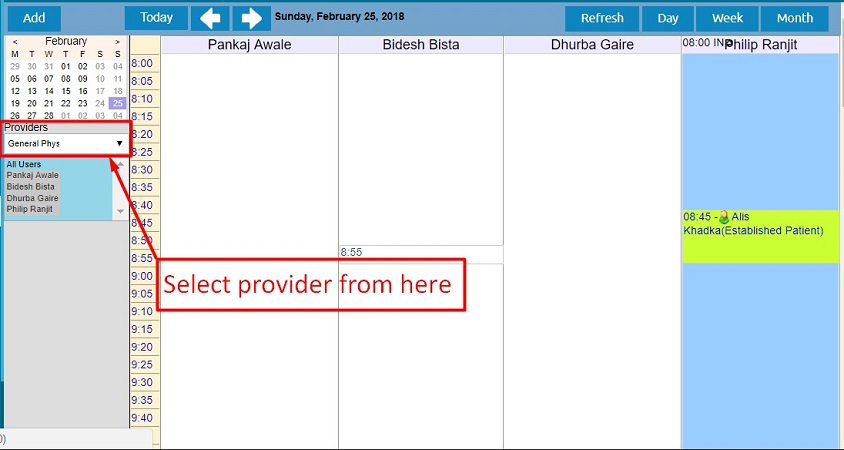 Add
Today
Sunday, February 25, 2018
Refresh
Day
Week
Month
< February >
M T W T F S S
29 30 31 01 02 03 04
05 06 07 08 09 10 11
12 13 14 15 16 17 18
19 20 21 22 23 24 25
26 27 28 01 02 03 04
Providers
General Phys
All Users
Pankaj Awale
Bidesh Bista
Dhurba Gaire
Philip Ranjit
Pankaj Awale
Bidesh Bista
Dhurba Gaire
08:00 IN
Philip Ranjit
8:00
8:05
8:10
8:15
8:20
8:25
8:30
8:35
8:40
8:45
8:50
8:55
9:00
9:05
9:10
9:15
9:20
9:25
9:30
9:35
9:40
8:55
08:45 - Alis
Khadka(Established Patient)
Select provider from here